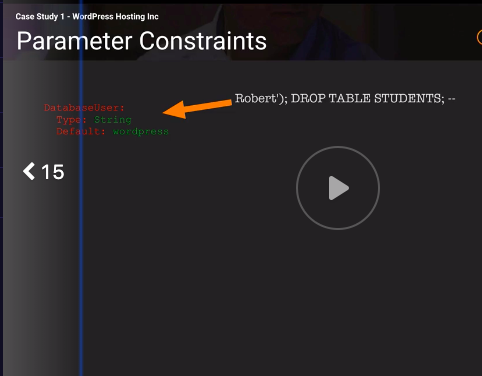 Case Study 1 - WordPress Hosting Inc
Parameter Constraints
Robert'); DROP TABLE STUDENTS; --
DatabaseUser:
Type: String
Default: wordpress
15